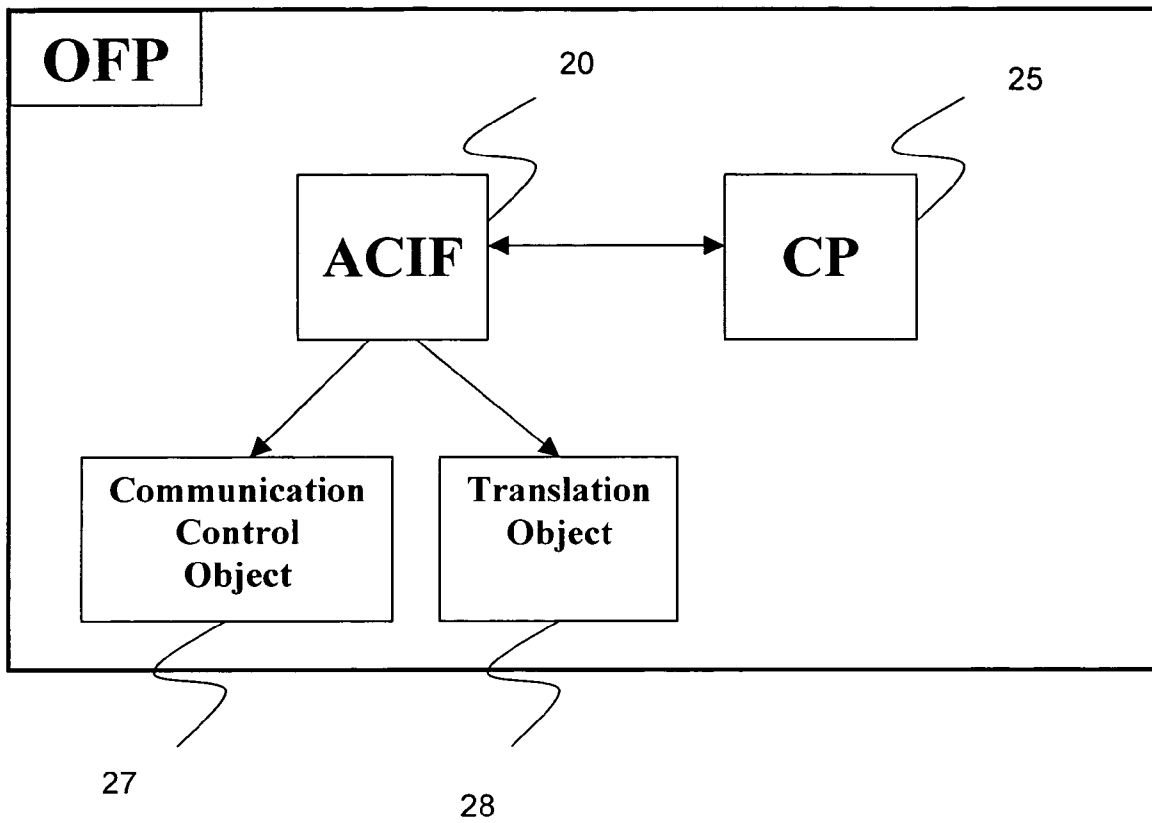 OFP
20
25
ACIF
CP
Communication
Control
Object
Translation
Object
27
28